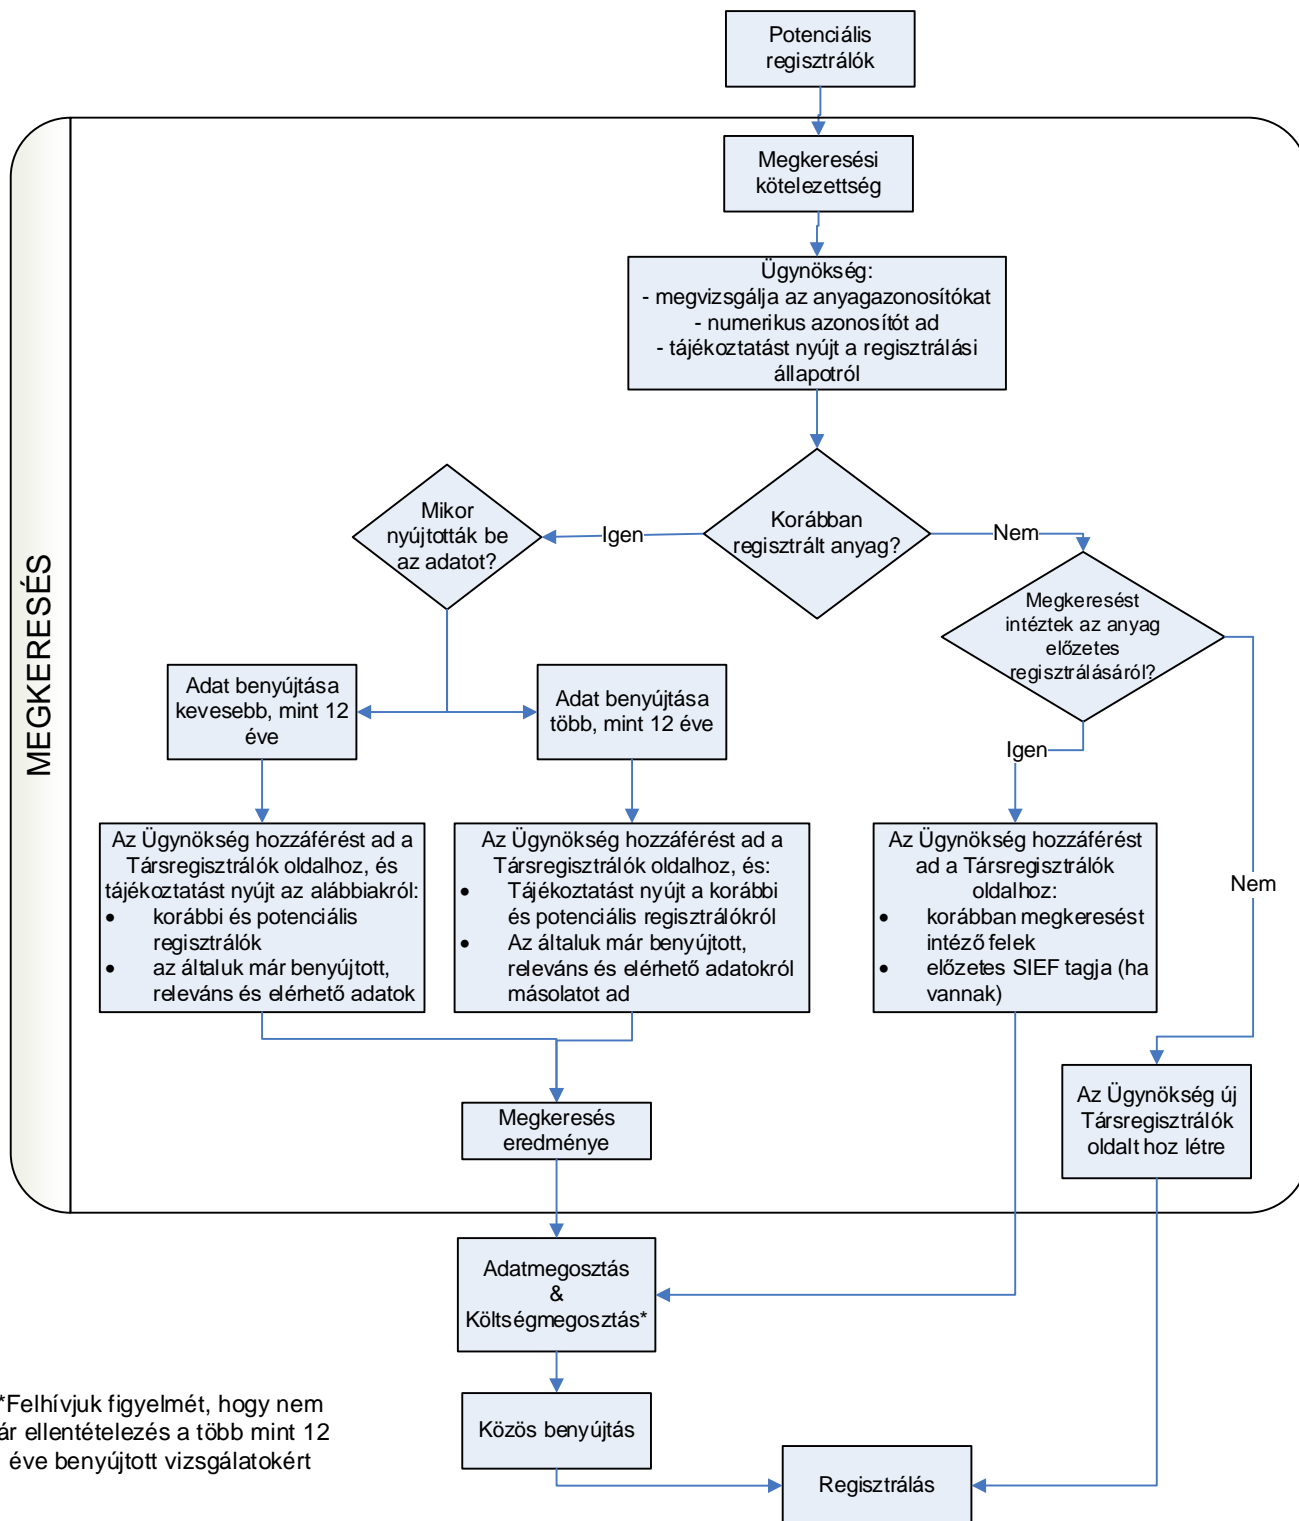 Potenciális
regisztrálók
MEGKERESÉS
Megkeresési
kötelezettség
Ügynökség:
- megvizsgálja az anyagazonosítókat
- numerikus azonosítót ad
- tájékoztatást nyújt a regisztrálási
állapotról
Mikor
nyújtották be
az adatot?
Igen
Korábban
regisztrált anyag?
Nem
Megkeresést
intéztek az anyag
előzetes
regisztrálásáról?
Adat benyújtása
kevesebb, mint 12
éve
Adat benyújtása
több, mint 12 éve
Igen
Nem
Az Ügynökség hozzáférést ad a
Társregisztrálók oldalhoz, és
tájékoztatást nyújt az alábbiakról:
• korábbi és potenciális
regisztrálók
• az általuk már benyújtott,
releváns és elérhető adatok
Az Ügynökség hozzáférést ad a
Társregisztrálók oldalhoz, és:
• Tájékoztatást nyújt a korábbi
és potenciális regisztrálókról
• Az általuk már benyújtott,
releváns és elérhető adatokról
másolatot ad
Az Ügynökség hozzáférést
ad a Társregisztrálók
oldalhoz:
• korábban megkeresést
intéző felek
• előzetes SIEF tagja (ha
vannak)
Megkeresés
eredménye
Az Ügynökség új
Társregisztrálók
oldalt hoz létre
Adatmegosztás
&
Költségmegosztás*
*Felhívjuk figyelmét, hogy nem
ár ellentételezés a több mint 12
éve benyújtott vizsgálatokért
Közös benyújtás
Regisztrálás